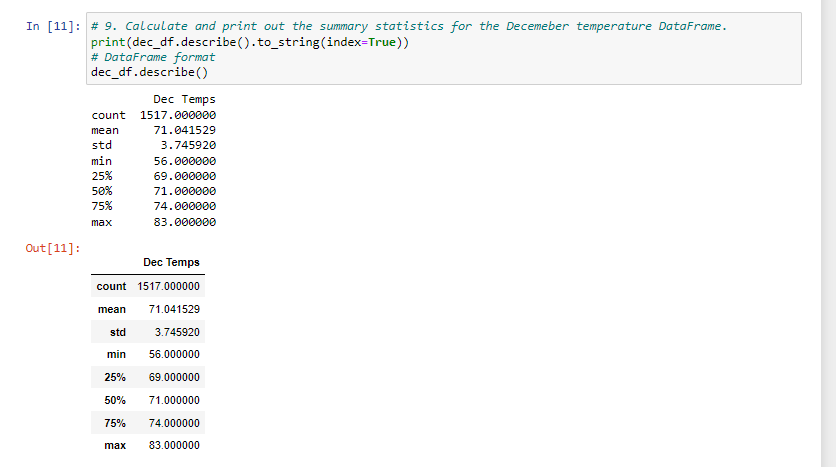 In [11]: # 9. Calculate and print out the summary statistics for the Decemeber temperature DataFrame.
print(dec_df.describe().to_string(index=True))
# DataFrame format
dec_df.describe()
Dec Temps
count 1517.000000
mean 71.041529
std 3.745920
min 56.000000
25% 69.000000
50% 71.000000
75% 74.000000
max 83.000000
Out[11]:
Dec Temps
count 1517.000000
mean 71.041529
std 3.745920
min 56.000000
25% 69.000000
50% 71.000000
75% 74.000000
max 83.000000